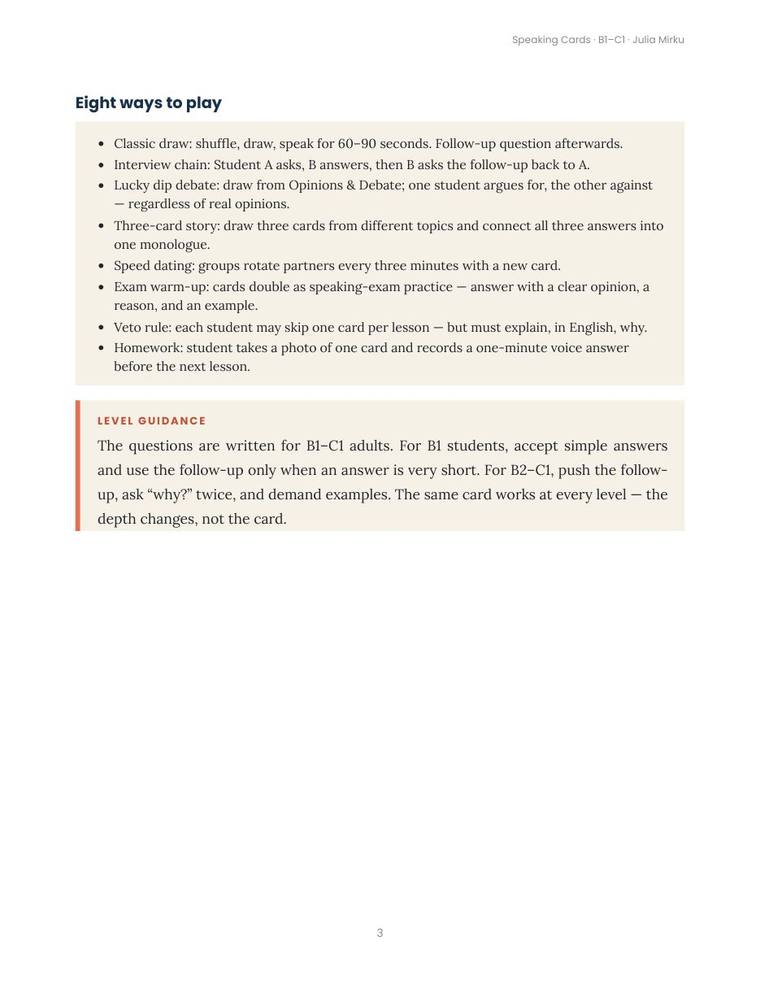 Speaking Cards · B1–C1 · Julia Mirku
Eight ways to play
• Classic draw: shuffle, draw, speak for 60–90 seconds. Follow-up question afterwards.
• Interview chain: Student A asks, B answers, then B asks the follow-up back to A.
• Lucky dip debate: draw from Opinions & Debate; one student argues for, the other against
— regardless of real opinions.
• Three-card story: draw three cards from different topics and connect all three answers into
one monologue.
• Speed dating: groups rotate partners every three minutes with a new card.
• Exam warm-up: cards double as speaking-exam practice — answer with a clear opinion, a
reason, and an example.
• Veto rule: each student may skip one card per lesson — but must explain, in English, why.
• Homework: student takes a photo of one card and records a one-minute voice answer
before the next lesson.
LEVEL GUIDANCE
The questions are written for B1–C1 adults. For B1 students, accept simple answers
and use the follow-up only when an answer is very short. For B2–C1, push the follow-
up, ask “why?” twice, and demand examples. The same card works at every level — the
depth changes, not the card.
3